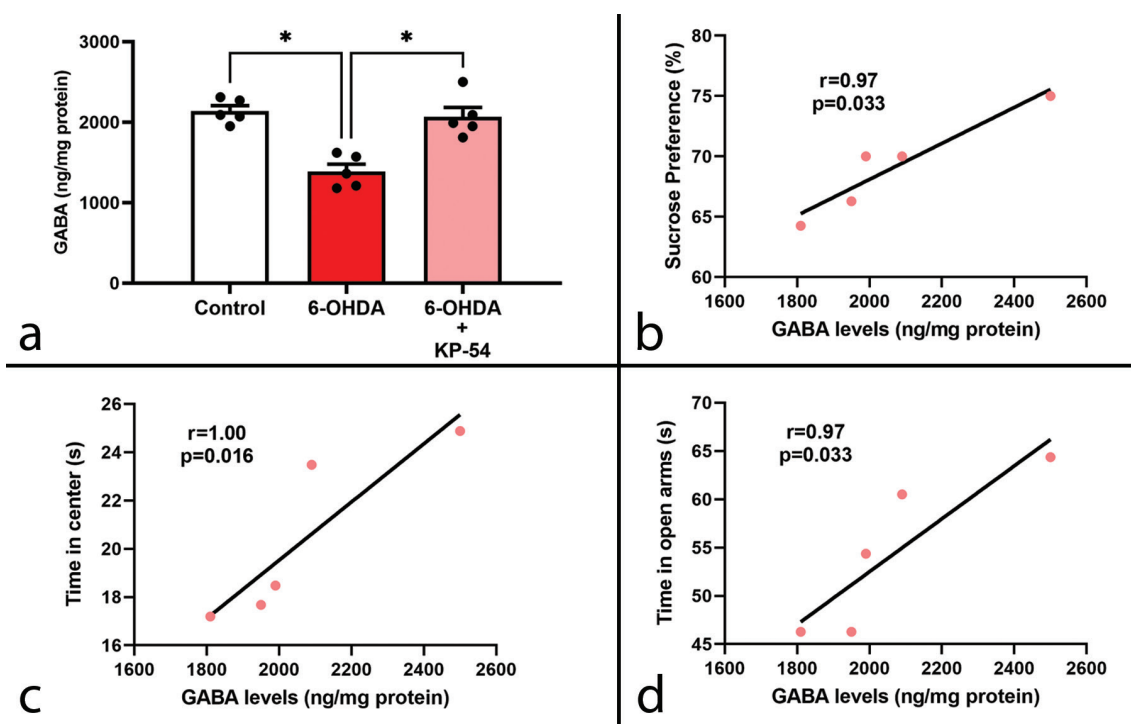 3000
2000
1000
0
GABA (ng/mg protein)
*
*
Control
6-OHDA
6-OHDA
+
KP-54
a
80
75
70
65
60
Sucrose Preference (%)
r=0.97
p=0.033
1600 1800 2000 2200 2400 2600
GABA levels (ng/mg protein)
b
26
24
22
20
18
16
Time in center (s)
r=1.00
p=0.016
1600 1800 2000 2200 2400 2600
GABA levels (ng/mg protein)
c
70
65
60
55
50
45
Time in open arms (s)
r=0.97
p=0.033
1600 1800 2000 2200 2400 2600
GABA levels (ng/mg protein)
d